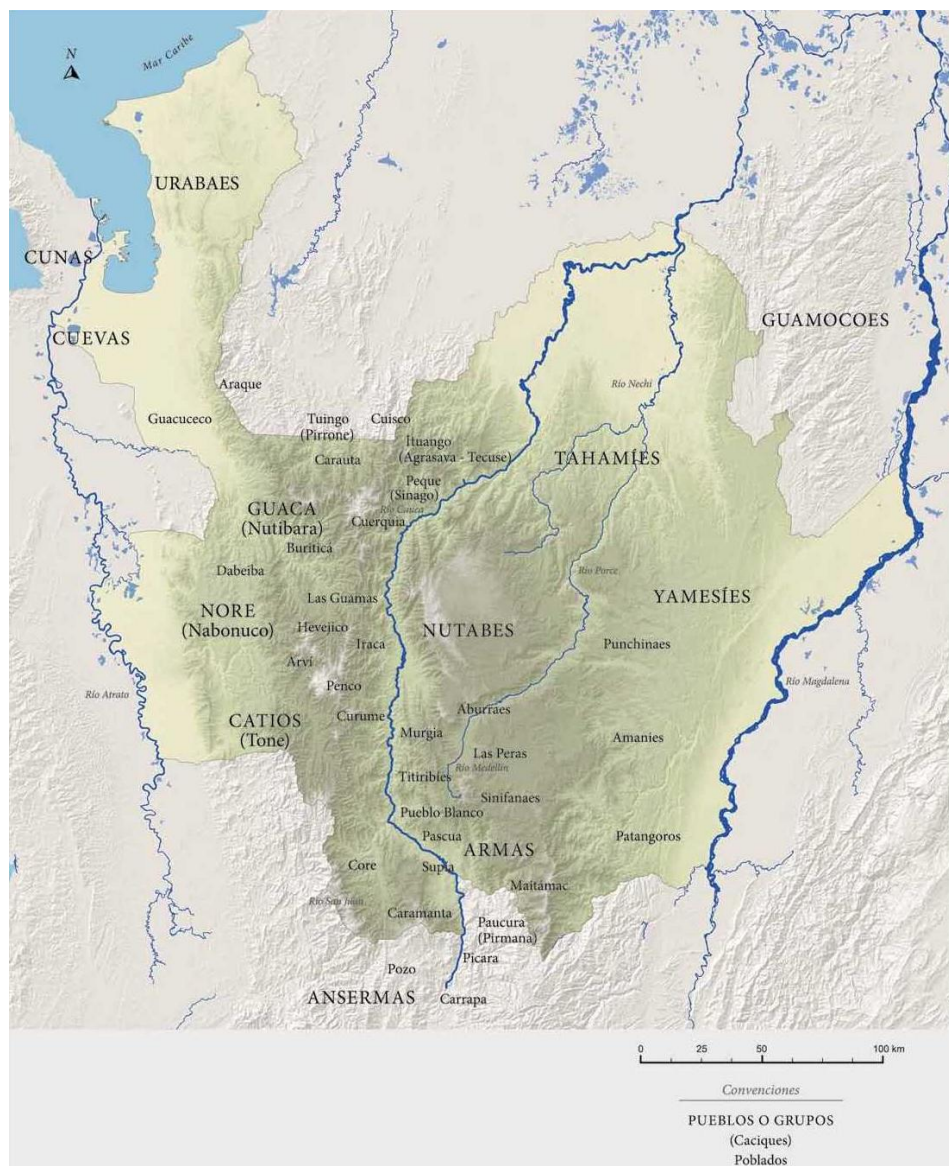 N
Mar Caribe
URABAES
CUNAS
CUEVAS
GUAMOCOES
Araque
Río Nechi
Guacuceco
Tuingo
(Pirrone)
Cuisco
Ituango
(Agrasava - Tecuse)
Carauta
TAHAMÍES
Peque
(Sinago)
GUACA
(Nutibara)
Río Cauca
Cuerquia
Buritica
Dabeiba
Río Porce
Las Guamas
YAMESÍES
NORE
(Nabonuco)
Hevejico
NUTABES
Iraca
Punchinaes
Arví
Penco
Río Atrato
Río Magdalena
Curume
Aburraes
CATIOS
(Tone)
Murgia
Amanies
Las Peras
Río Medellín
Titiribíes
Sinifanaes
Pueblo Blanco
Pascua
Patangoros
ARMAS
Core
Supía
Maitamac
Río San Juan
Caramanta
Paucura
(Pirmana)
Picara
Pozo
ANSERMAS
Carrapa
0 25 50 100 km
Convenciones
PUEBLOS O GRUPOS
(Caciques)
Poblados